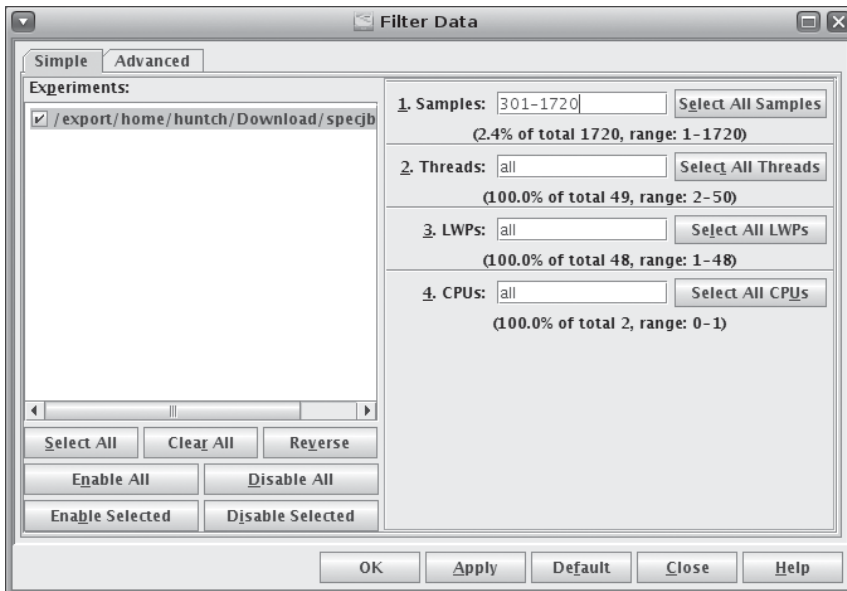 Filter Data
Simple
Advanced
Experiments:
/export/home/huntch/Download/specjb
Select All
Clear All
Reverse
Enable All
Disable All
Enable Selected
Disable Selected
1. Samples: 301-1720 Select All Samples
(2.4% of total 1720, range: 1-1720)
2. Threads: all Select All Threads
(100.0% of total 49, range: 2-50)
3. LWPs: all Select All LWPs
(100.0% of total 48, range: 1-48)
4. CPUs: all Select All CPUs
(100.0% of total 2, range: 0-1)
OK
Apply
Default
Close
Help